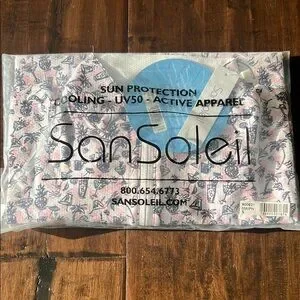 SUN PROTECTION
COOLING - UV50 - ACTIVE APPAREL
SanSoleil
800.654.6773
SANSOLEIL.COM